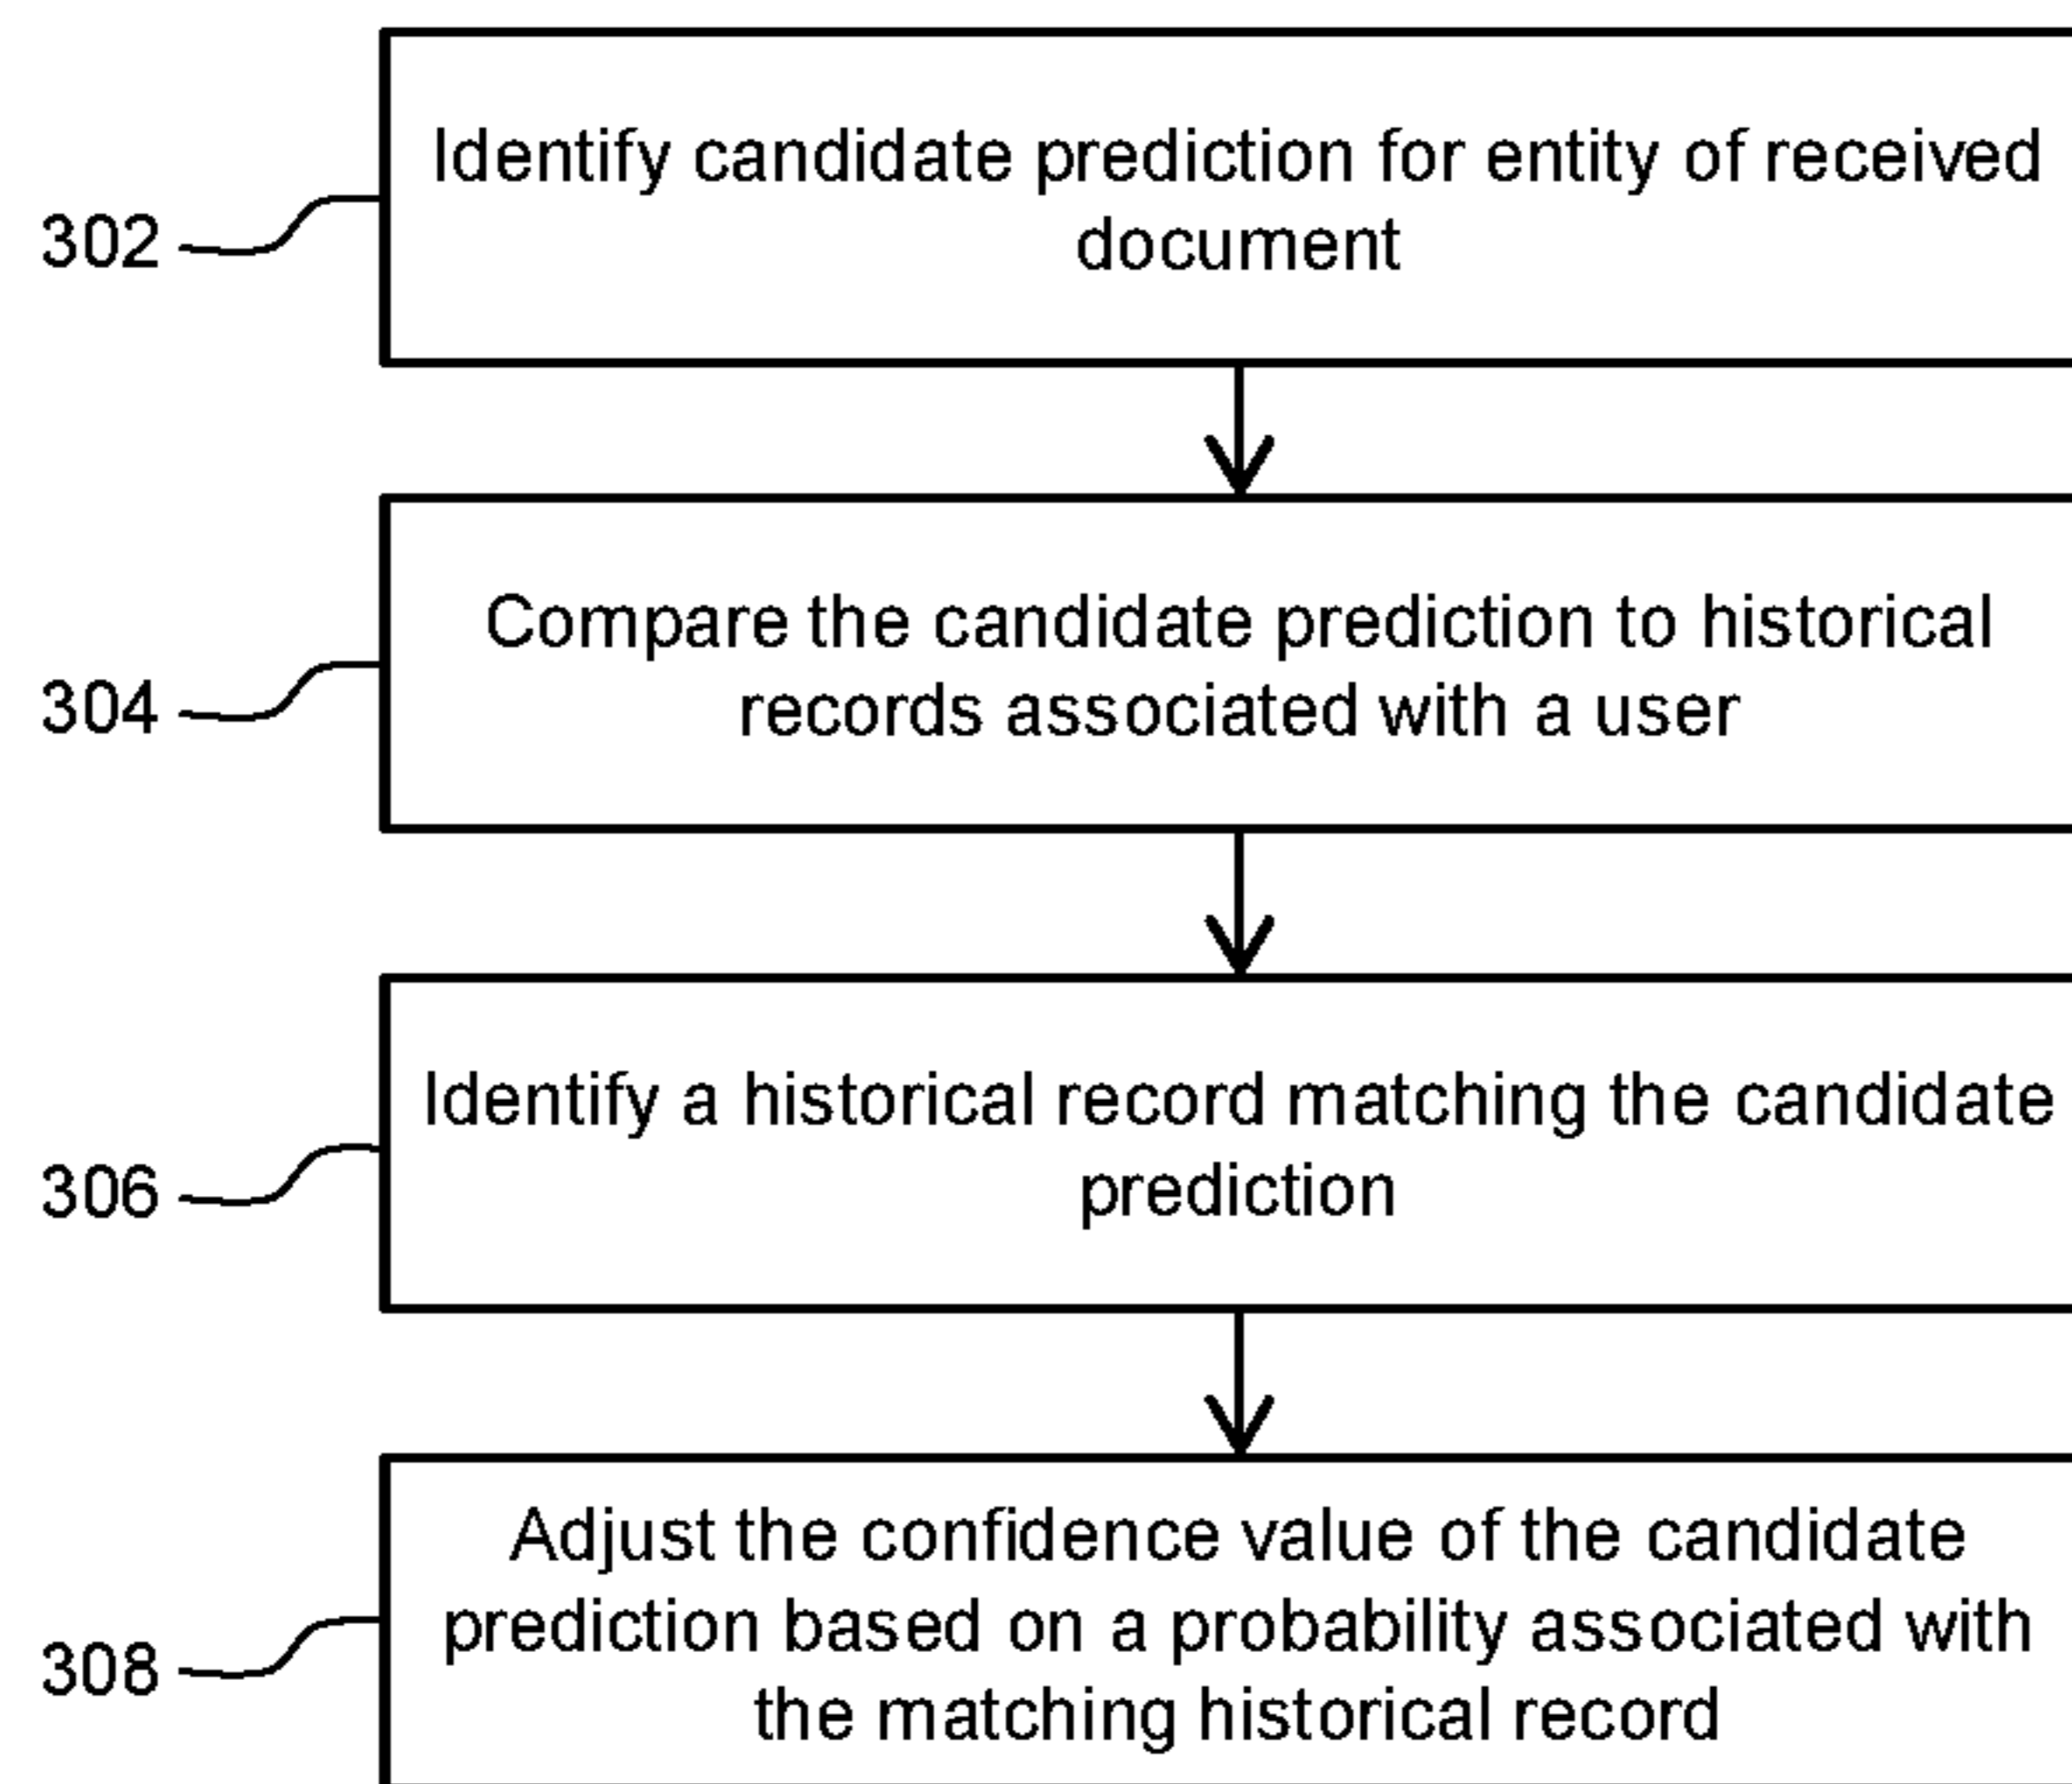 Identify candidate prediction for entity of received
document
302
Compare the candidate prediction to historical
records associated with a user
304
Identify a historical record matching the candidate
prediction
306
Adjust the confidence value of the candidate
prediction based on a probability associated with
the matching historical record
308